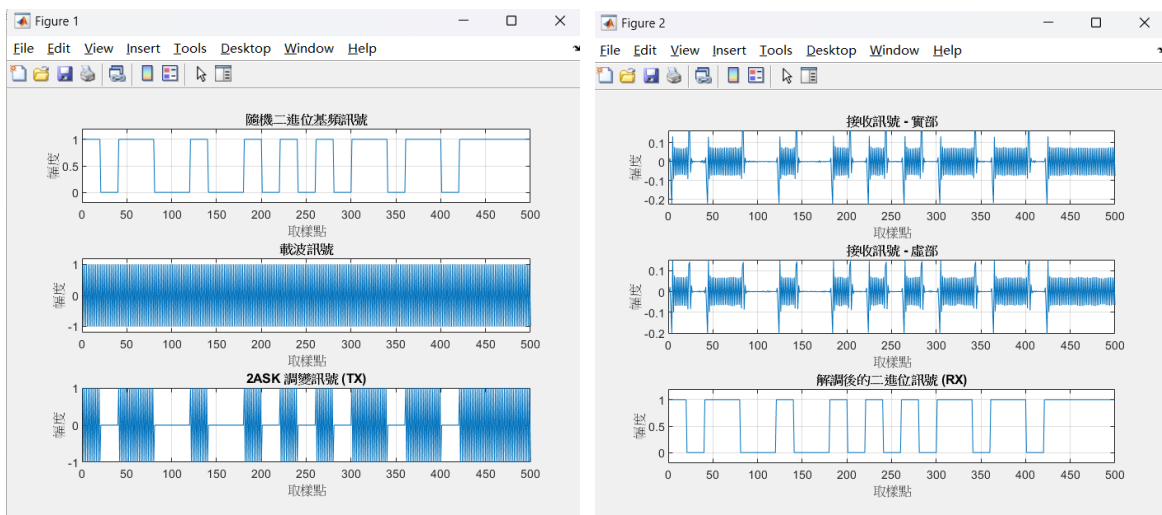 Figure 1
File Edit View Insert Tools Desktop Window Help
隨機二進位基頻訊號
1
0.5
0
幅度
0 50 100 150 200 250 300 350 400 450 500
取樣點
載波訊號
1
0
-1
幅度
0 50 100 150 200 250 300 350 400 450 500
取樣點
2ASK 調變訊號 (TX)
1
0
-1
幅度
0 50 100 150 200 250 300 350 400 450 500
取樣點
Figure 2
File Edit View Insert Tools Desktop Window Help
接收訊號 - 實部
0.1
0
-0.1
-0.2
幅度
0 50 100 150 200 250 300 350 400 450 500
取樣點
接收訊號 - 虛部
0.1
0
-0.1
-0.2
幅度
0 50 100 150 200 250 300 350 400 450 500
取樣點
解調後的二進位訊號 (RX)
1
0.5
0
幅度
0 50 100 150 200 250 300 350 400 450 500
取樣點